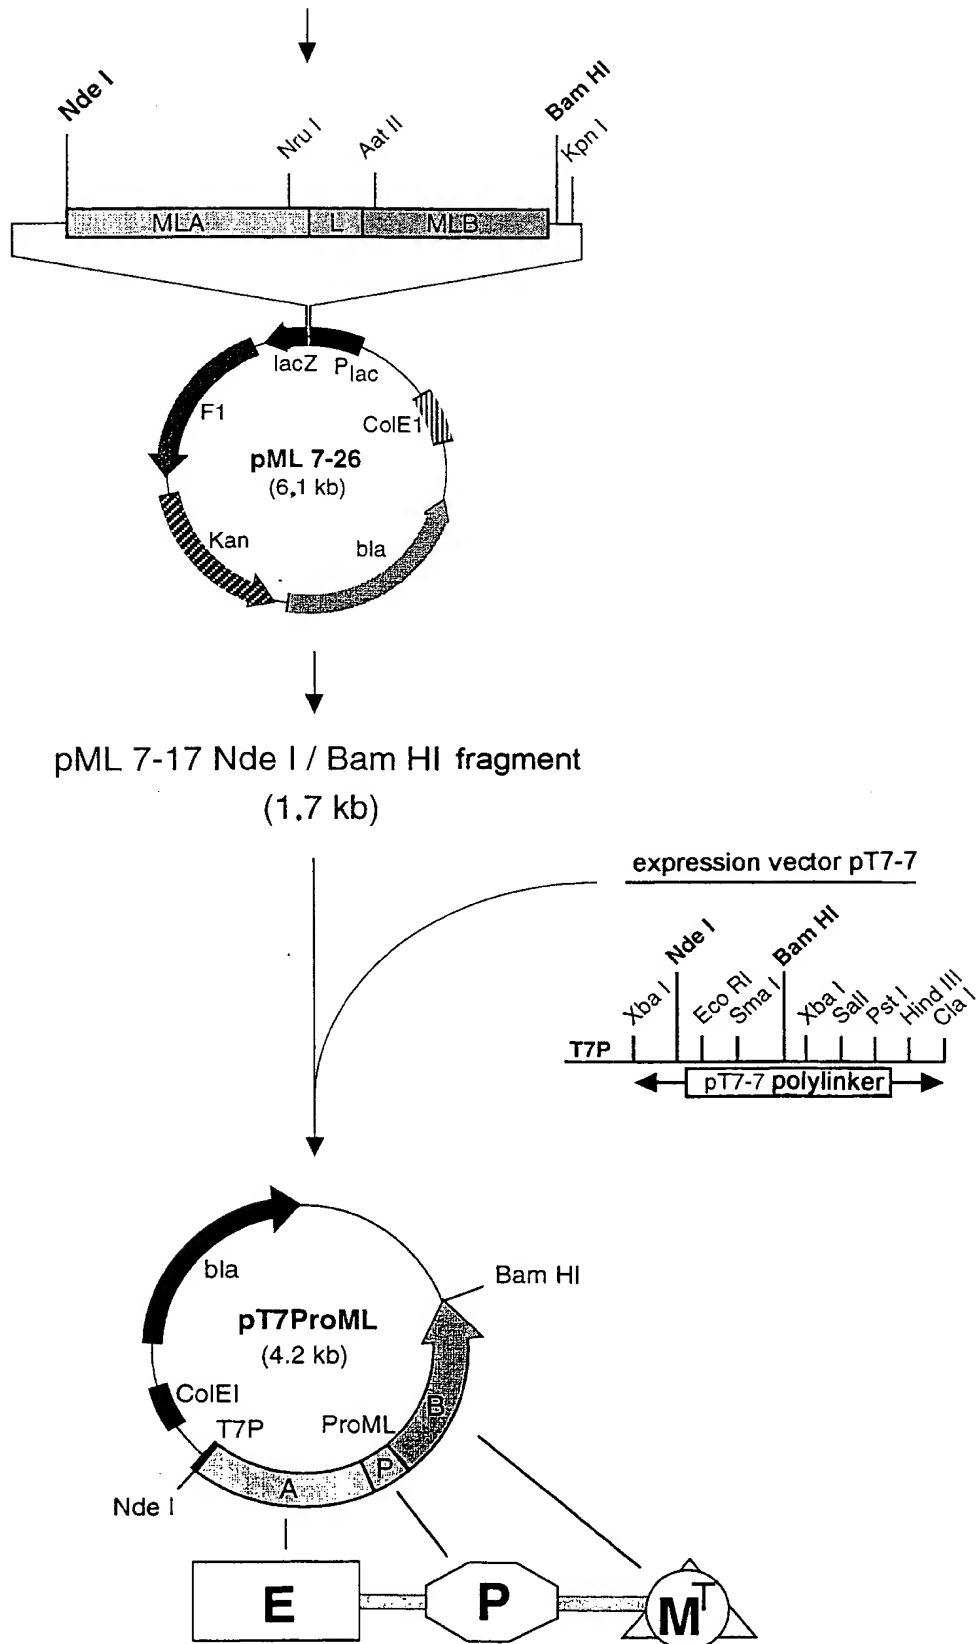 Nde I
Nru I
Aat II
Bam HI
Kpn I
MLA
L
MLB
lacZ
Plac
F1
ColE1
pML 7-26
(6,1 kb)
Kan
bla
pML 7-17 Nde I / Bam HI fragment
(1.7 kb)
expression vector pT7-7
Xba I
Nde I
Eco RI
Sma I
Bam HI
Xba I
SalI
Pst I
Hind III
Cla I
T7P
pT7-7 polylinker
bla
Bam HI
pT7ProML
(4.2 kb)
ColEI
T7P
ProML
B
P
A
Nde I
E
P
MT